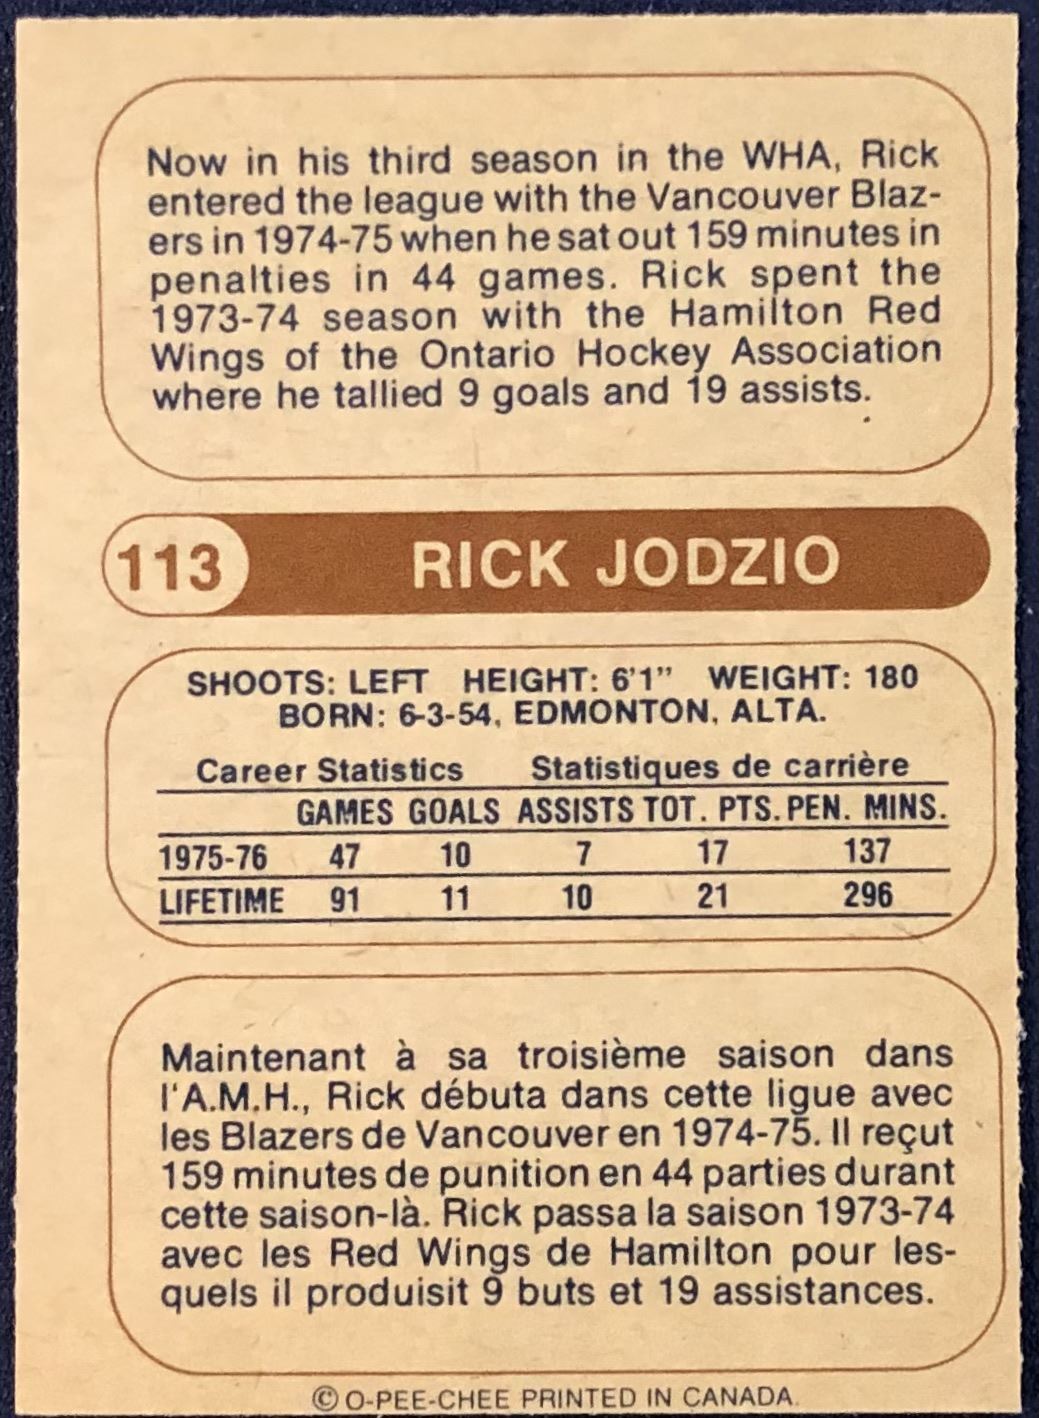 Now in his third season in the WHA, Rick
entered the league with the Vancouver Blaz-
ers in 1974-75 when he sat out 159 minutes in
penalties in 44 games. Rick spent the
1973-74 season with the Hamilton Red
Wings of the Ontario Hockey Association
where he tallied 9 goals and 19 assists.
113 RICK JODZIO
SHOOTS: LEFT HEIGHT: 6'1" WEIGHT: 180
BORN: 6-3-54, EDMONTON, ALTA.
Career Statistics Statistiques de carrière
GAMES GOALS ASSISTS TOT. PTS. PEN. MINS.
1975-76 47 10 7 17 137
LIFETIME 91 11 10 21 296
Maintenant à sa troisième saison dans
l'A.M.H., Rick débuta dans cette ligue avec
les Blazers de Vancouver en 1974-75. Il reçut
159 minutes de punition en 44 parties durant
cette saison-là. Rick passa la saison 1973-74
avec les Red Wings de Hamilton pour les-
quels il produisit 9 buts et 19 assistances.
© O-PEE-CHEE PRINTED IN CANADA.